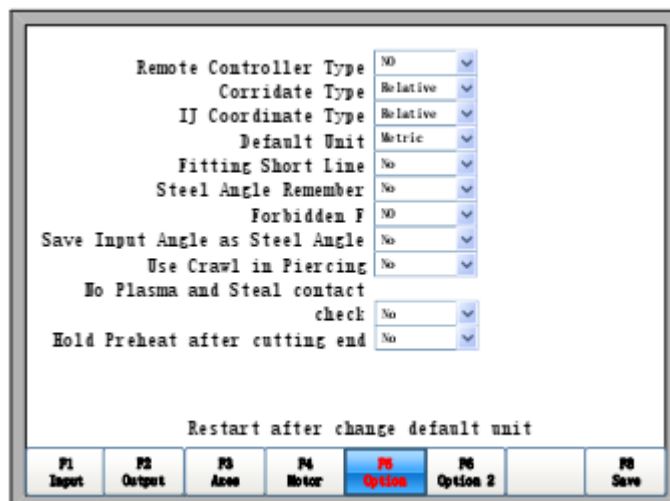 Remote Controller Type NO
Corridate Type Relative
IJ Coordinate Type Relative
Default Unit Metric
Fitting Short Line No
Steel Angle Remember No
Forbidden F NO
Save Input Angle as Steel Angle No
Use Crawl in Piercing No
No Plasma and Steal contact
check No
Hold Preheat after cutting end No
Restart after change default unit
F1 F2 F3 F4 F5 F6 F8
Input Output Axes Motor Option Option 2 Save